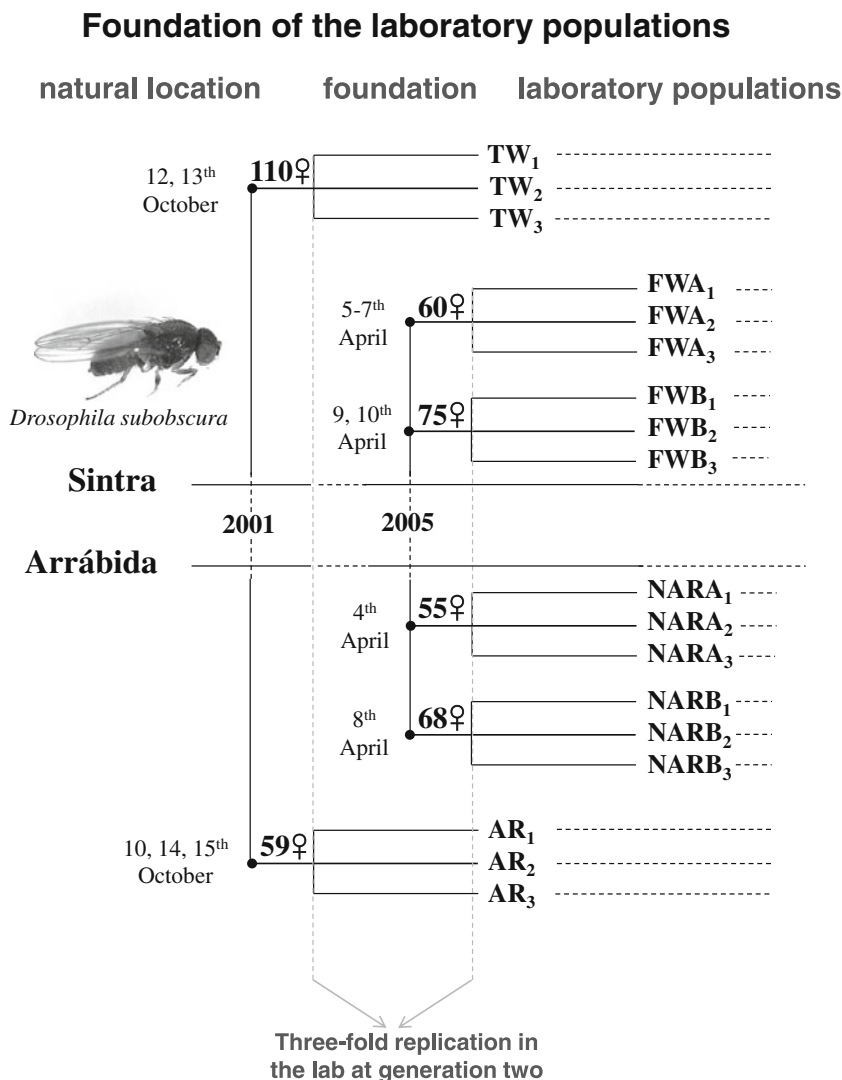 Foundation of the laboratory populations
natural location foundation laboratory populations
12, 13th
October
110♀
TW1
TW2
TW3
5-7th
April
60♀
FWA1
FWA2
FWA3
Drosophila subobscura
9, 10th
April
75♀
FWB1
FWB2
FWB3
Sintra
2001 2005
Arrábida
4th
April
55♀
NARA1
NARA2
NARA3
8th
April
68♀
NARB1
NARB2
NARB3
10, 14, 15th
October
59♀
AR1
AR2
AR3
Three-fold replication in
the lab at generation two